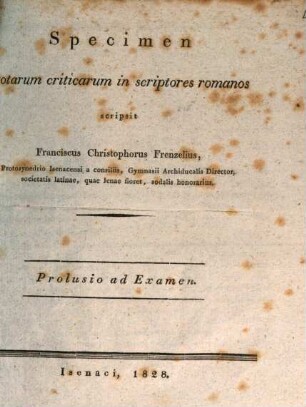 Specimen
otarum criticarum in scriptores romanos
scripsit
Franciscus Christophorus Frenzelius,
Protosynedrio Isenacensi a consiliis, Gymnasii Archiducalis Director,
societatis latinae, quae Ienae floret, sodalis honorarius.
Prolusio ad Examen.
Isenaci, 1828.